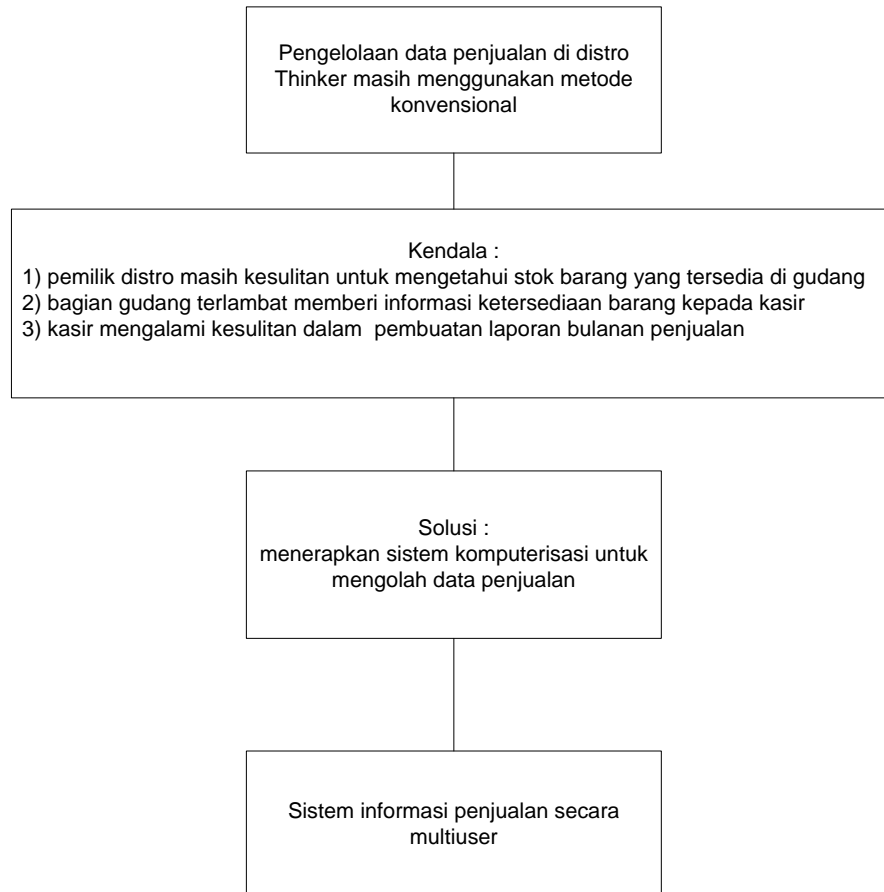 Pengelolaan data penjualan di distro
Thinker masih menggunakan metode
konvensional
Kendala :
1) pemilik distro masih kesulitan untuk mengetahui stok barang yang tersedia di gudang
2) bagian gudang terlambat memberi informasi ketersediaan barang kepada kasir
3) kasir mengalami kesulitan dalam  pembuatan laporan bulanan penjualan
Solusi :
menerapkan sistem komputerisasi untuk
mengolah data penjualan
Sistem informasi penjualan secara
multiuser